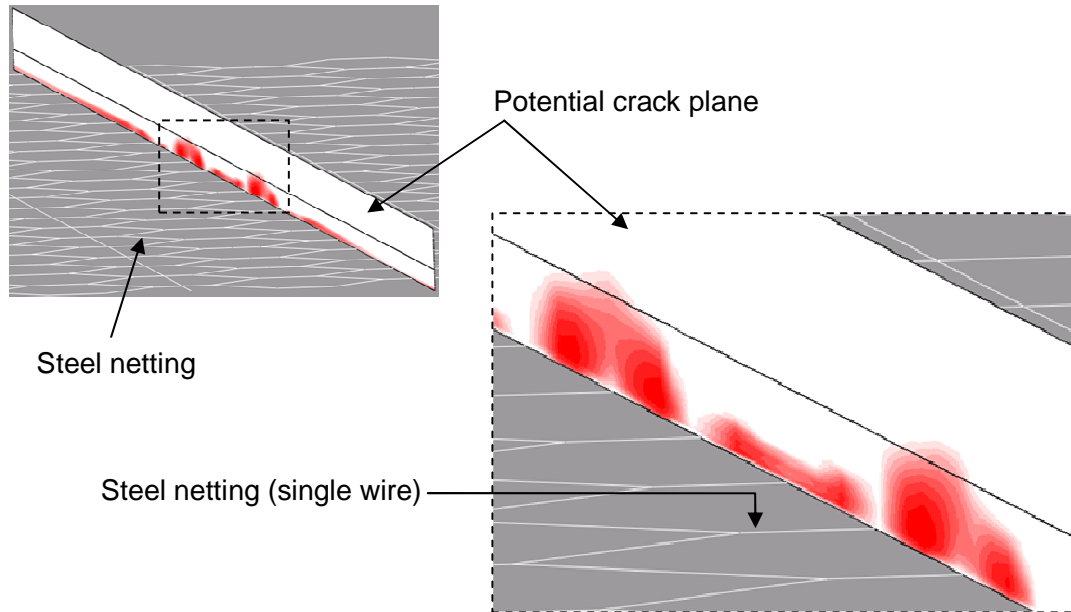 Potential crack plane
Steel netting
Steel netting (single wire)